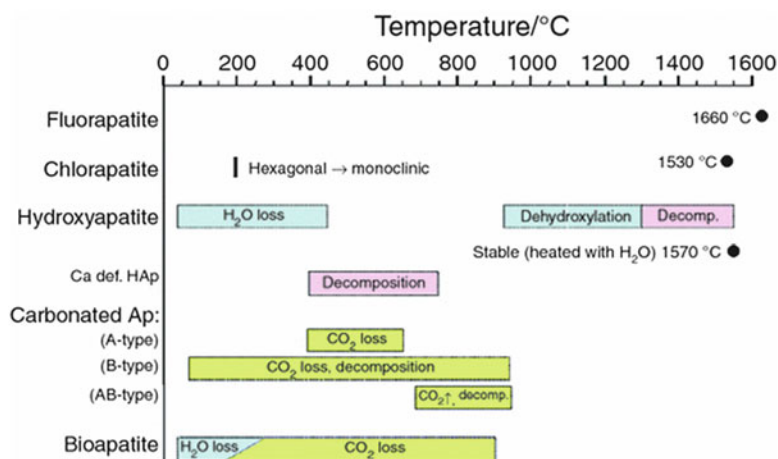 Temperature/°C
0 200 400 600 800 1000 1200 1400 1600
Fluorapatite 1660 °C
Chlorapatite Hexagonal → monoclinic 1530 °C
Hydroxyapatite H₂O loss Dehydroxylation Decomp.
Stable (heated with H₂O) 1570 °C
Ca def. HAp Decomposition
Carbonated Ap:
(A-type) CO₂ loss
(B-type) CO₂ loss, decomposition
(AB-type) CO₂↑, decomp.
Bioapatite H₂O loss CO₂ loss